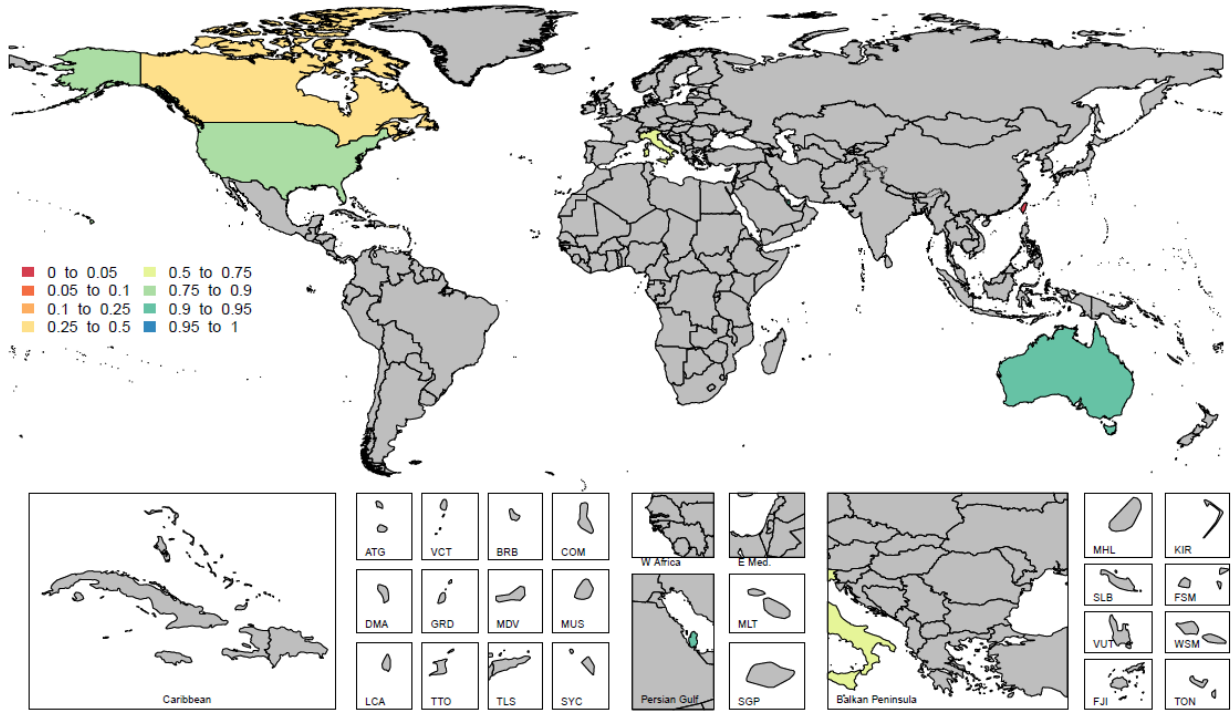 0 to 0.05
0.05 to 0.1
0.1 to 0.25
0.25 to 0.5
0.5 to 0.75
0.75 to 0.9
0.9 to 0.95
0.95 to 1
Caribbean
ATG
VCT
BRB
COM
DMA
GRD
MDV
MUS
LCA
TTO
TLS
SYC
W Africa
E Med.
Persian Gulf
MLT
SGP
Balkan Peninsula
MHL
KIR
SLB
FSM
VUT
WSM
FJI
TON